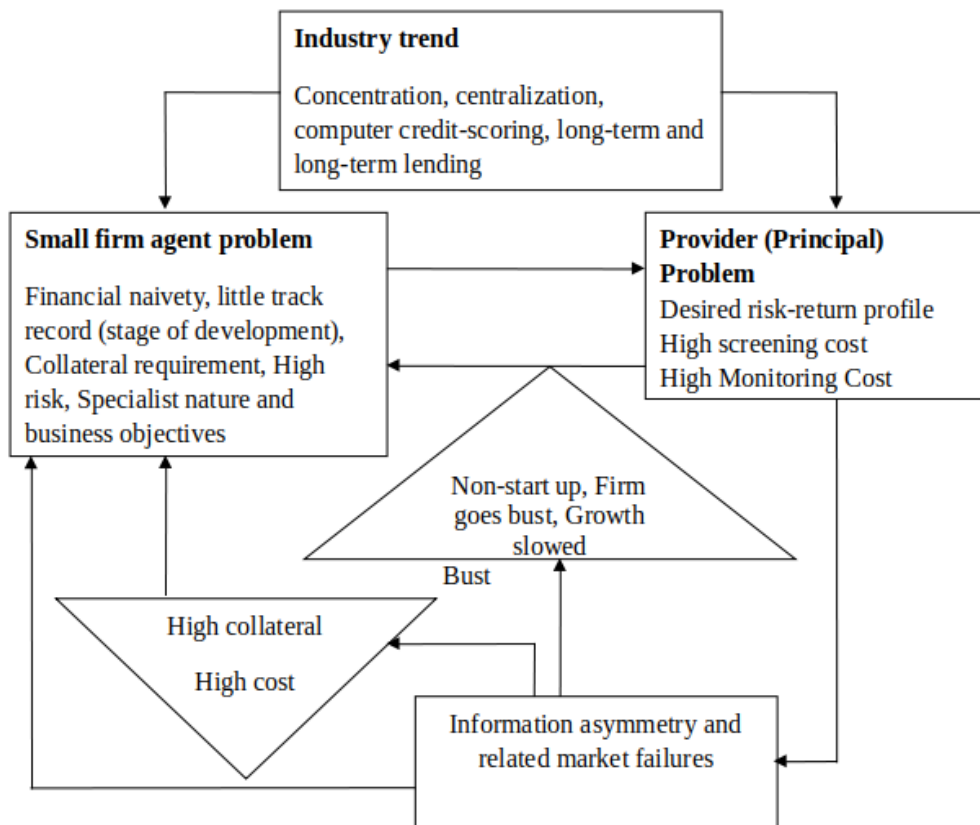 Industry trend
Concentration, centralization,
computer credit-scoring, long-term and
long-term lending
Small firm agent problem
Financial naivety, little track
record (stage of development),
Collateral requirement, High
risk, Specialist nature and
business objectives
Provider (Principal)
Problem
Desired risk-return profile
High screening cost
High Monitoring Cost
Non-start up, Firm
goes bust, Growth
slowed
Bust
High collateral
High cost
Information asymmetry and
related market failures